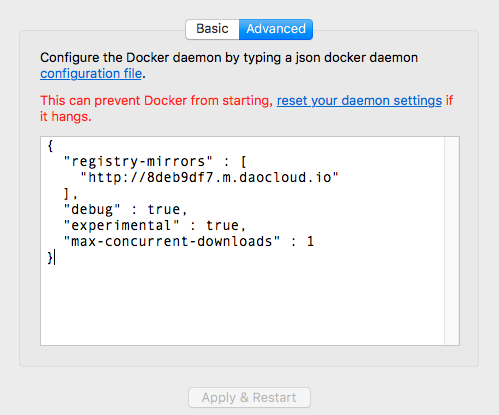 Basic Advanced
Configure the Docker daemon by typing a json docker daemon
configuration file.
This can prevent Docker from starting, reset your daemon settings if
it hangs.
{
  "registry-mirrors" : [
    "http://8deb9df7.m.daocloud.io"
  ],
  "debug" : true,
  "experimental" : true,
  "max-concurrent-downloads" : 1
}
Apply & Restart